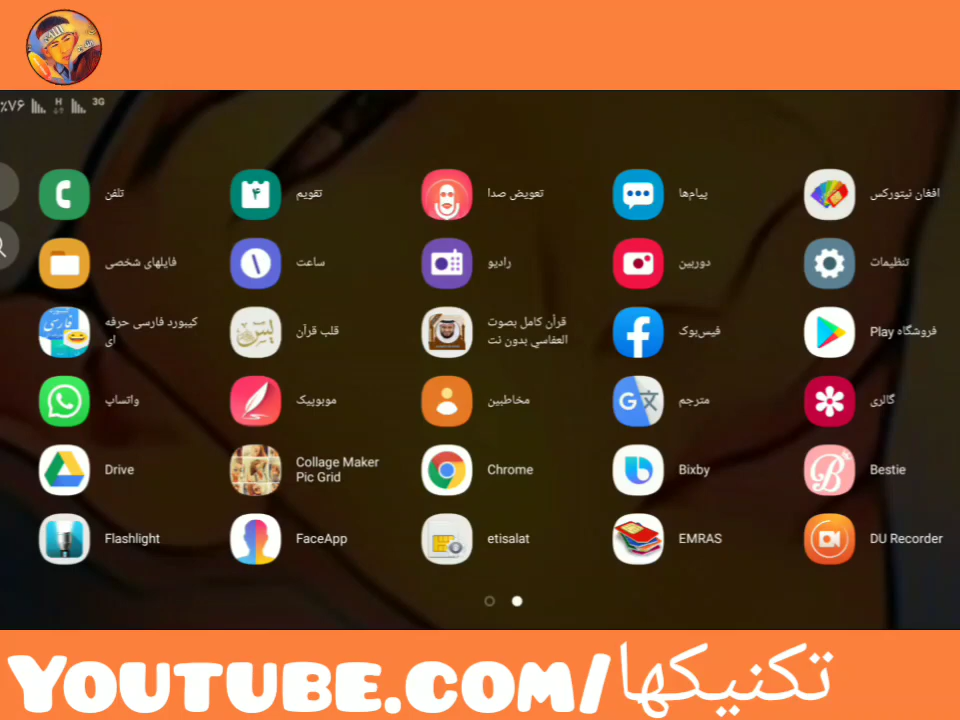 ٪۷۶ H 3G
تلفن
تقویم
تعویض صدا
پیام‌ها
افغان نیتورکس
فایلهای شخصی
ساعت
رادیو
دوربین
تنظیمات
کیبورد فارسی حرفه
ای
قلب قرآن
قرآن کامل بصوت
العفاسي بدون نت
فیس‌بوک
فروشگاه Play
واتساپ
موبوپیک
مخاطبین
مترجم
گالری
Drive
Collage Maker
Pic Grid
Chrome
Bixby
Bestie
Flashlight
FaceApp
etisalat
EMRAS
DU Recorder
YOUTUBE.COM/تکنیکها